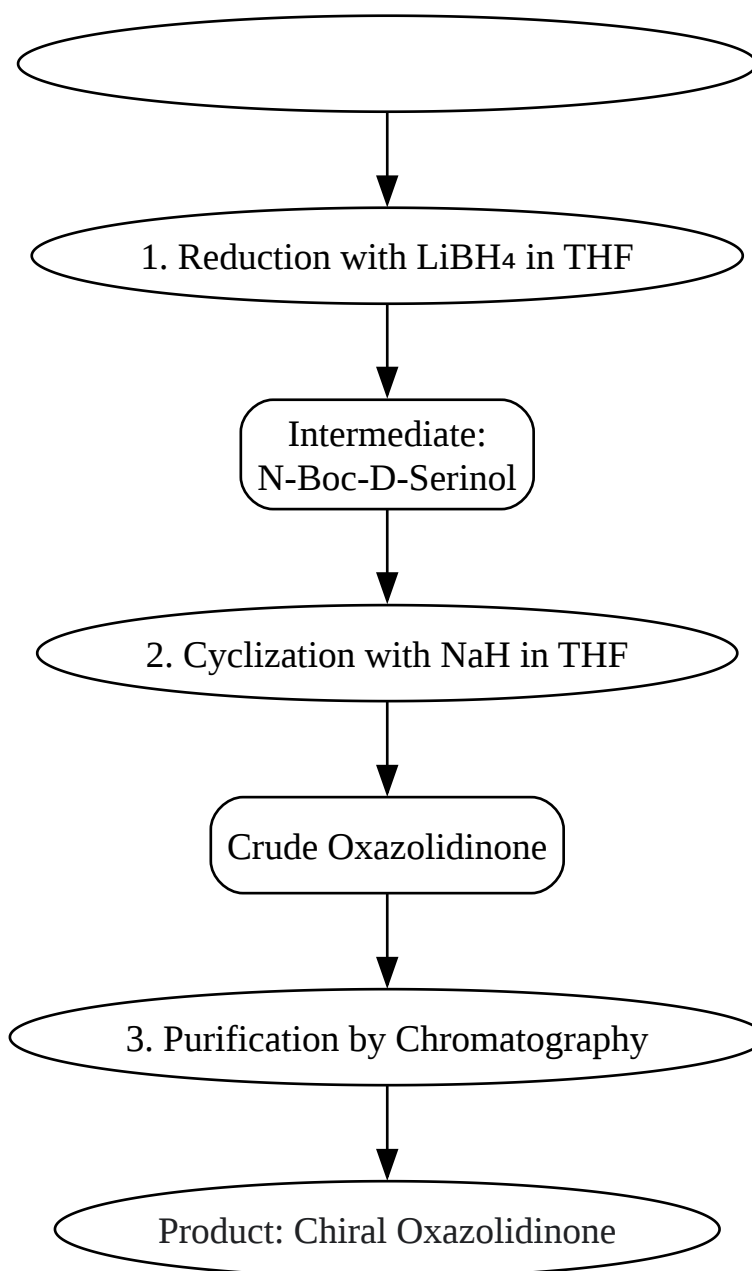 1. Reduction with LiBH₄ in THF
Intermediate:
N-Boc-D-Serinol
2. Cyclization with NaH in THF
Crude Oxazolidinone
3. Purification by Chromatography
Product: Chiral Oxazolidinone